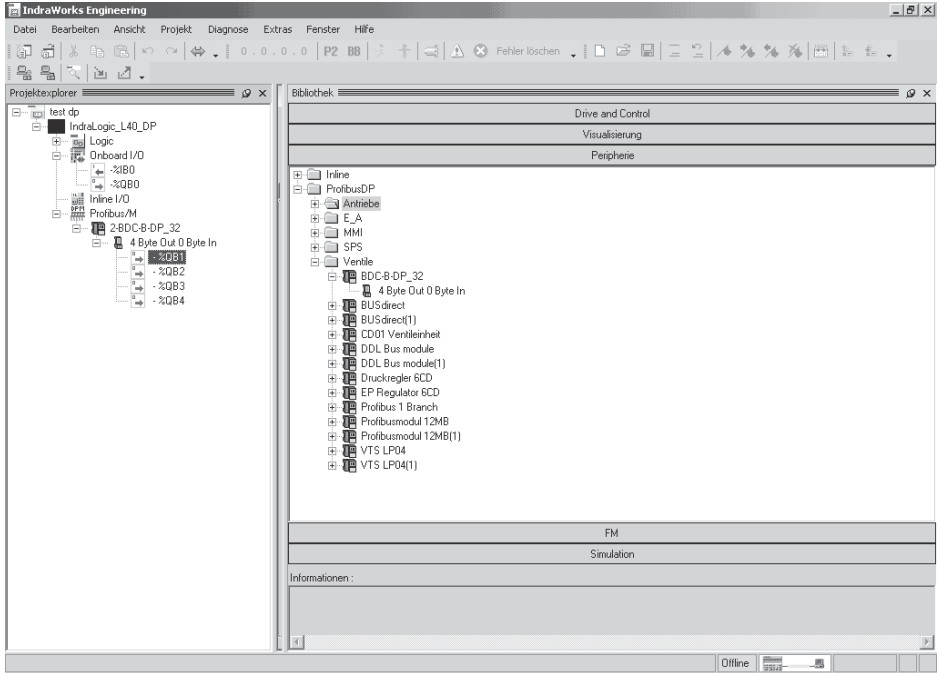 IndraWorks Engineering
Datei Bearbeiten Ansicht Projekt Diagnose Extras Fenster Hilfe
0 . 0 . 0 . 0 P2 BB Fehler löschen
Projektexplorer
test dp
IndraLogic_L40_DP
Logic
Onboard I/O
-%IB0
-%QB0
Inline I/O
Profibus/M
2-BDC-B-DP_32
4 Byte Out 0 Byte In
- %QB1
- %QB2
- %QB3
- %QB4
Bibliothek
Drive and Control
Visualisierung
Peripherie
Inline
ProfibusDP
Antriebe
E_A
MMI
SPS
Ventile
BDC-B-DP_32
4 Byte Out 0 Byte In
BUSdirect
BUSdirect(1)
CD01 Ventileinheit
DDL Bus module
DDL Bus module(1)
Druckregler 6CD
EP Regulator 6CD
Profibus 1 Branch
Profibusmodul 12MB
Profibusmodul 12MB(1)
VTS LP04
VTS LP04(1)
FM
Simulation
Informationen :
Offline